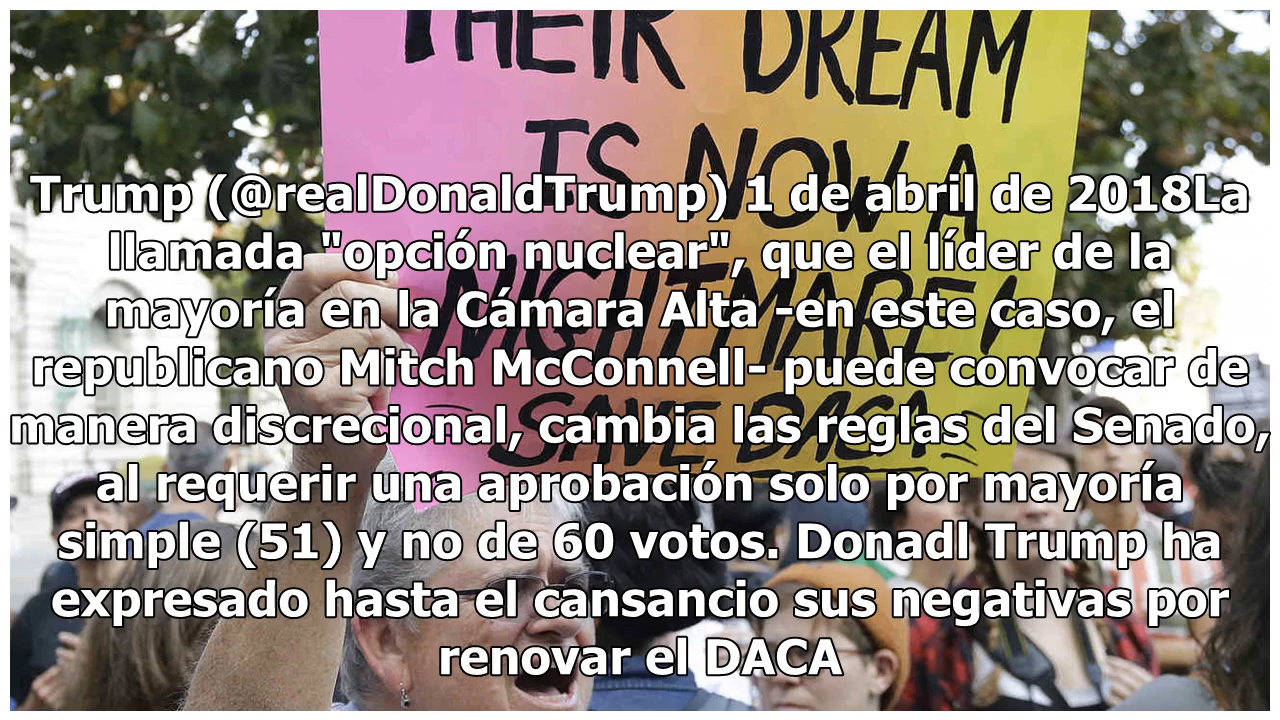 THEIR DREAM
IS NOW A
NIGHTMARE!
SAVE DACA
Trump (@realDonaldTrump) 1 de abril de 2018La
llamada "opción nuclear", que el líder de la
mayoría en la Cámara Alta -en este caso, el
republicano Mitch McConnell- puede convocar de
manera discrecional, cambia las reglas del Senado,
al requerir una aprobación solo por mayoría
simple (51) y no de 60 votos. Donadl Trump ha
expresado hasta el cansancio sus negativas por
renovar el DACA